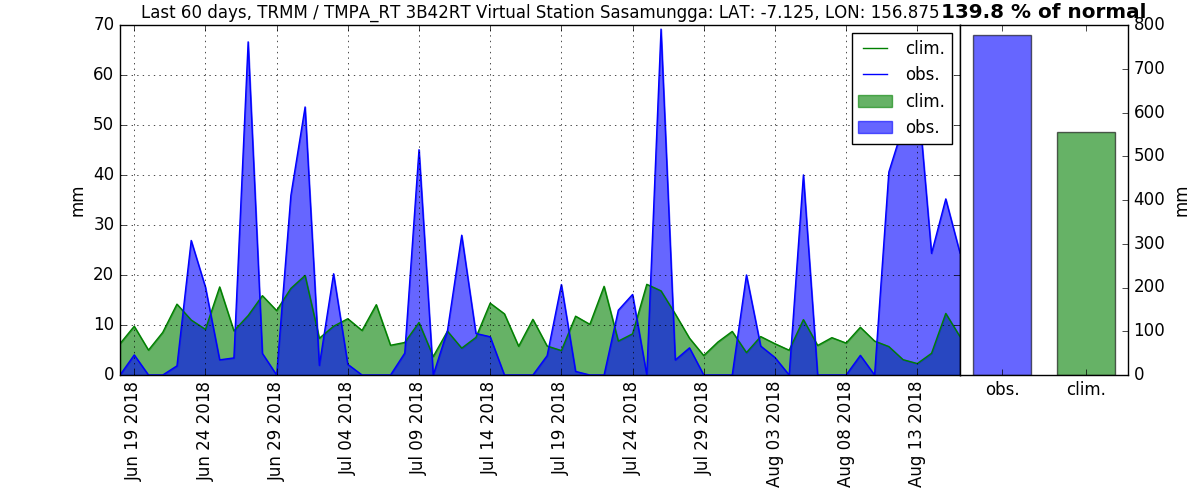 Last 60 days, TRMM / TMPA_RT 3B42RT Virtual Station Sasamungga: LAT: -7.125, LON: 156.875
139.8 % of normal
70
60
50
40
30
20
10
0
mm
clim.
obs.
clim.
obs.
Jun 19 2018
Jun 24 2018
Jun 29 2018
Jul 04 2018
Jul 09 2018
Jul 14 2018
Jul 19 2018
Jul 24 2018
Jul 29 2018
Aug 03 2018
Aug 08 2018
Aug 13 2018
800
700
600
500
400
300
200
100
0
mm
obs.
clim.